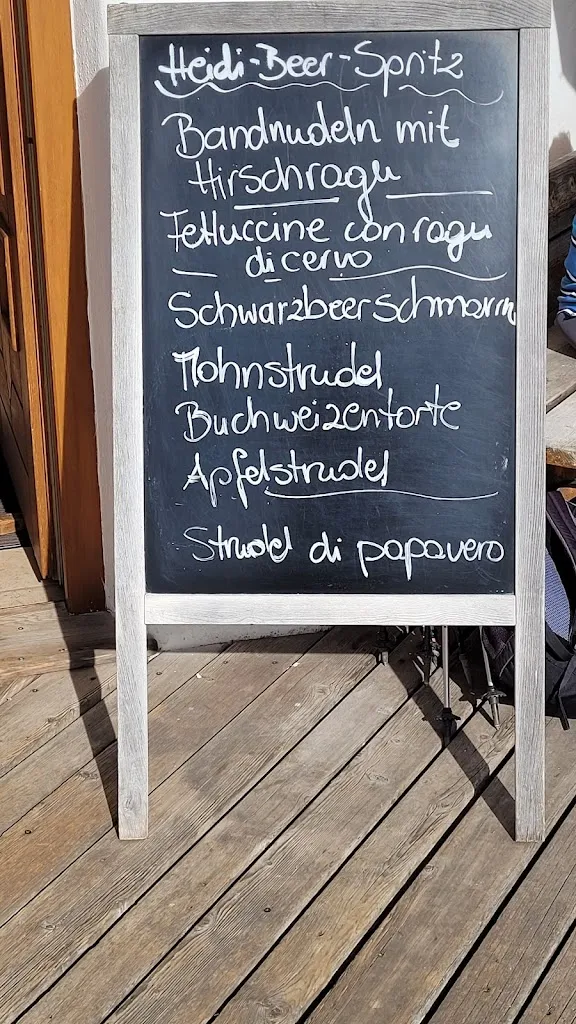 Heidi-Beer-Spritz
Bandnudeln mit
Hirschragu
Fettuccine con ragu
di cervo
Schwarzbeerschmarrn
Mohnstrudel
Buchweizentorte
Apfelstrudel
Strudel di papavero